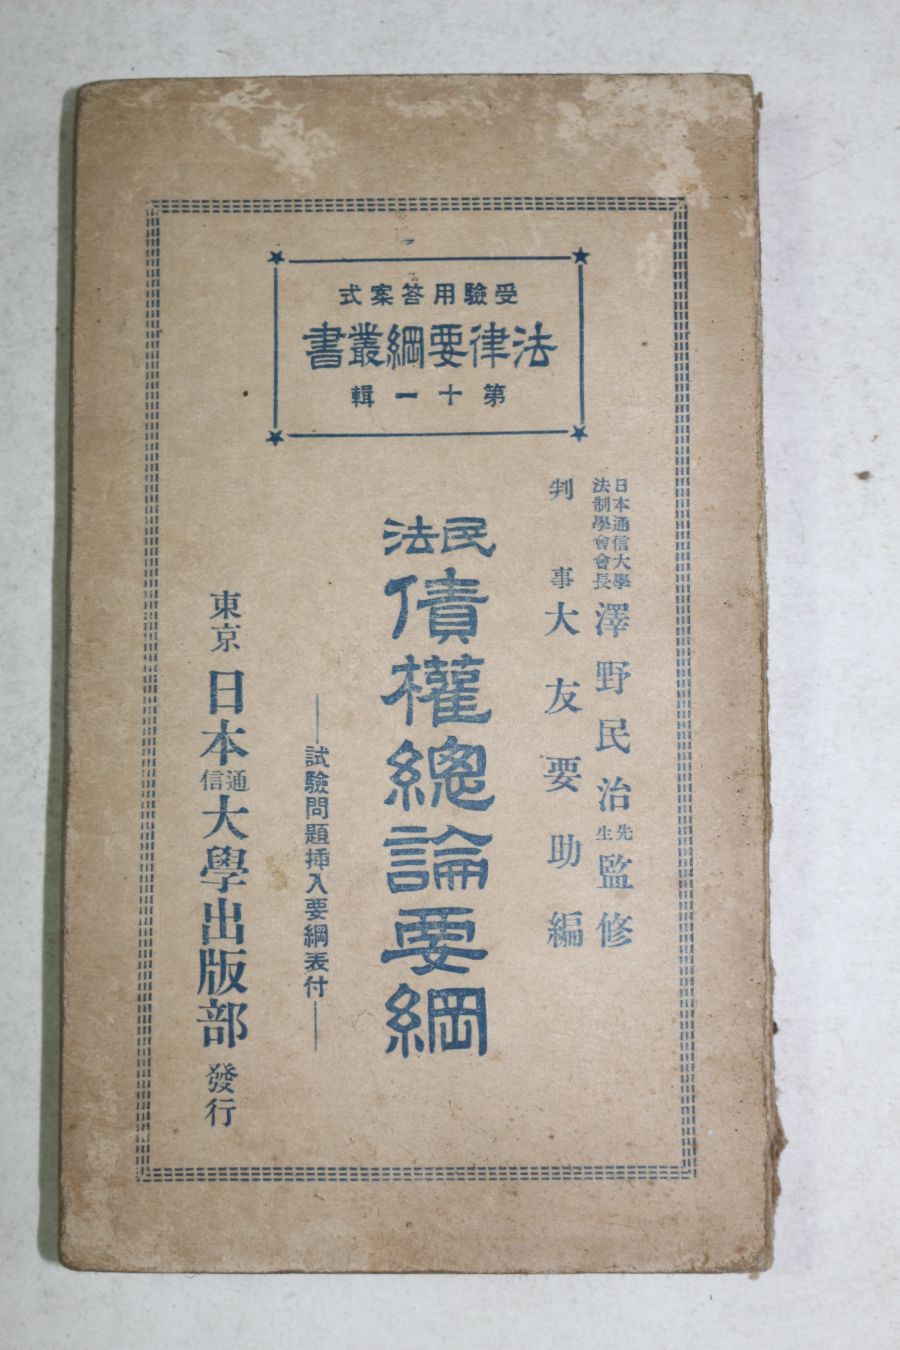 受驗用答案式
法律要綱叢書
第十一輯
日本通信大學
法制學會會長
澤野民治先生監修
判事大友要助編
民法
債權總論要綱
―試驗問題挿入要綱表付―
東京日本通信大學出版部發行